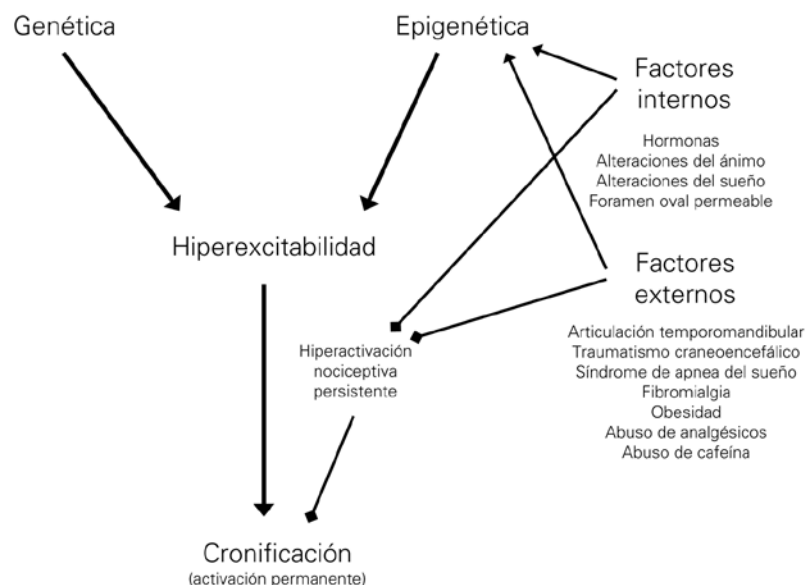 Genética
Epigenética
Factores
internos
Hormonas
Alteraciones del ánimo
Alteraciones del sueño
Foramen oval permeable
Hiperexcitabilidad
Factores
externos
Articulación temporomandibular
Traumatismo craneoencefálico
Síndrome de apnea del sueño
Fibromialgia
Obesidad
Abuso de analgésicos
Abuso de cafeína
Hiperactivación
nociceptiva
persistente
Cronificación
(activación permanente)